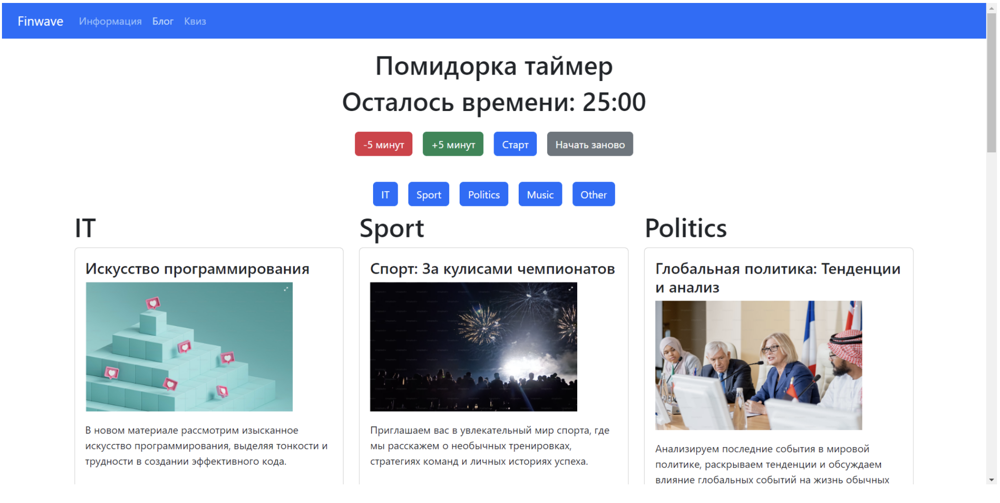 Finwave Информация Блог Квиз
Помидорка таймер
Осталось времени: 25:00
-5 минут +5 минут Старт Начать заново
IT Sport Politics Music Other
IT
Искусство программирования
В новом материале рассмотрим изысканное
искусство программирования, выделяя тонкости и
трудности в создании эффективного кода.
Sport
Спорт: За кулисами чемпионатов
Приглашаем вас в увлекательный мир спорта, где
мы расскажем о необычных тренировках,
стратегиях команд и личных историях успеха.
Politics
Глобальная политика: Тенденции
и анализ
Анализируем последние события в мировой
политике, раскрываем тенденции и обсуждаем
влияние глобальных событий на жизнь обычных